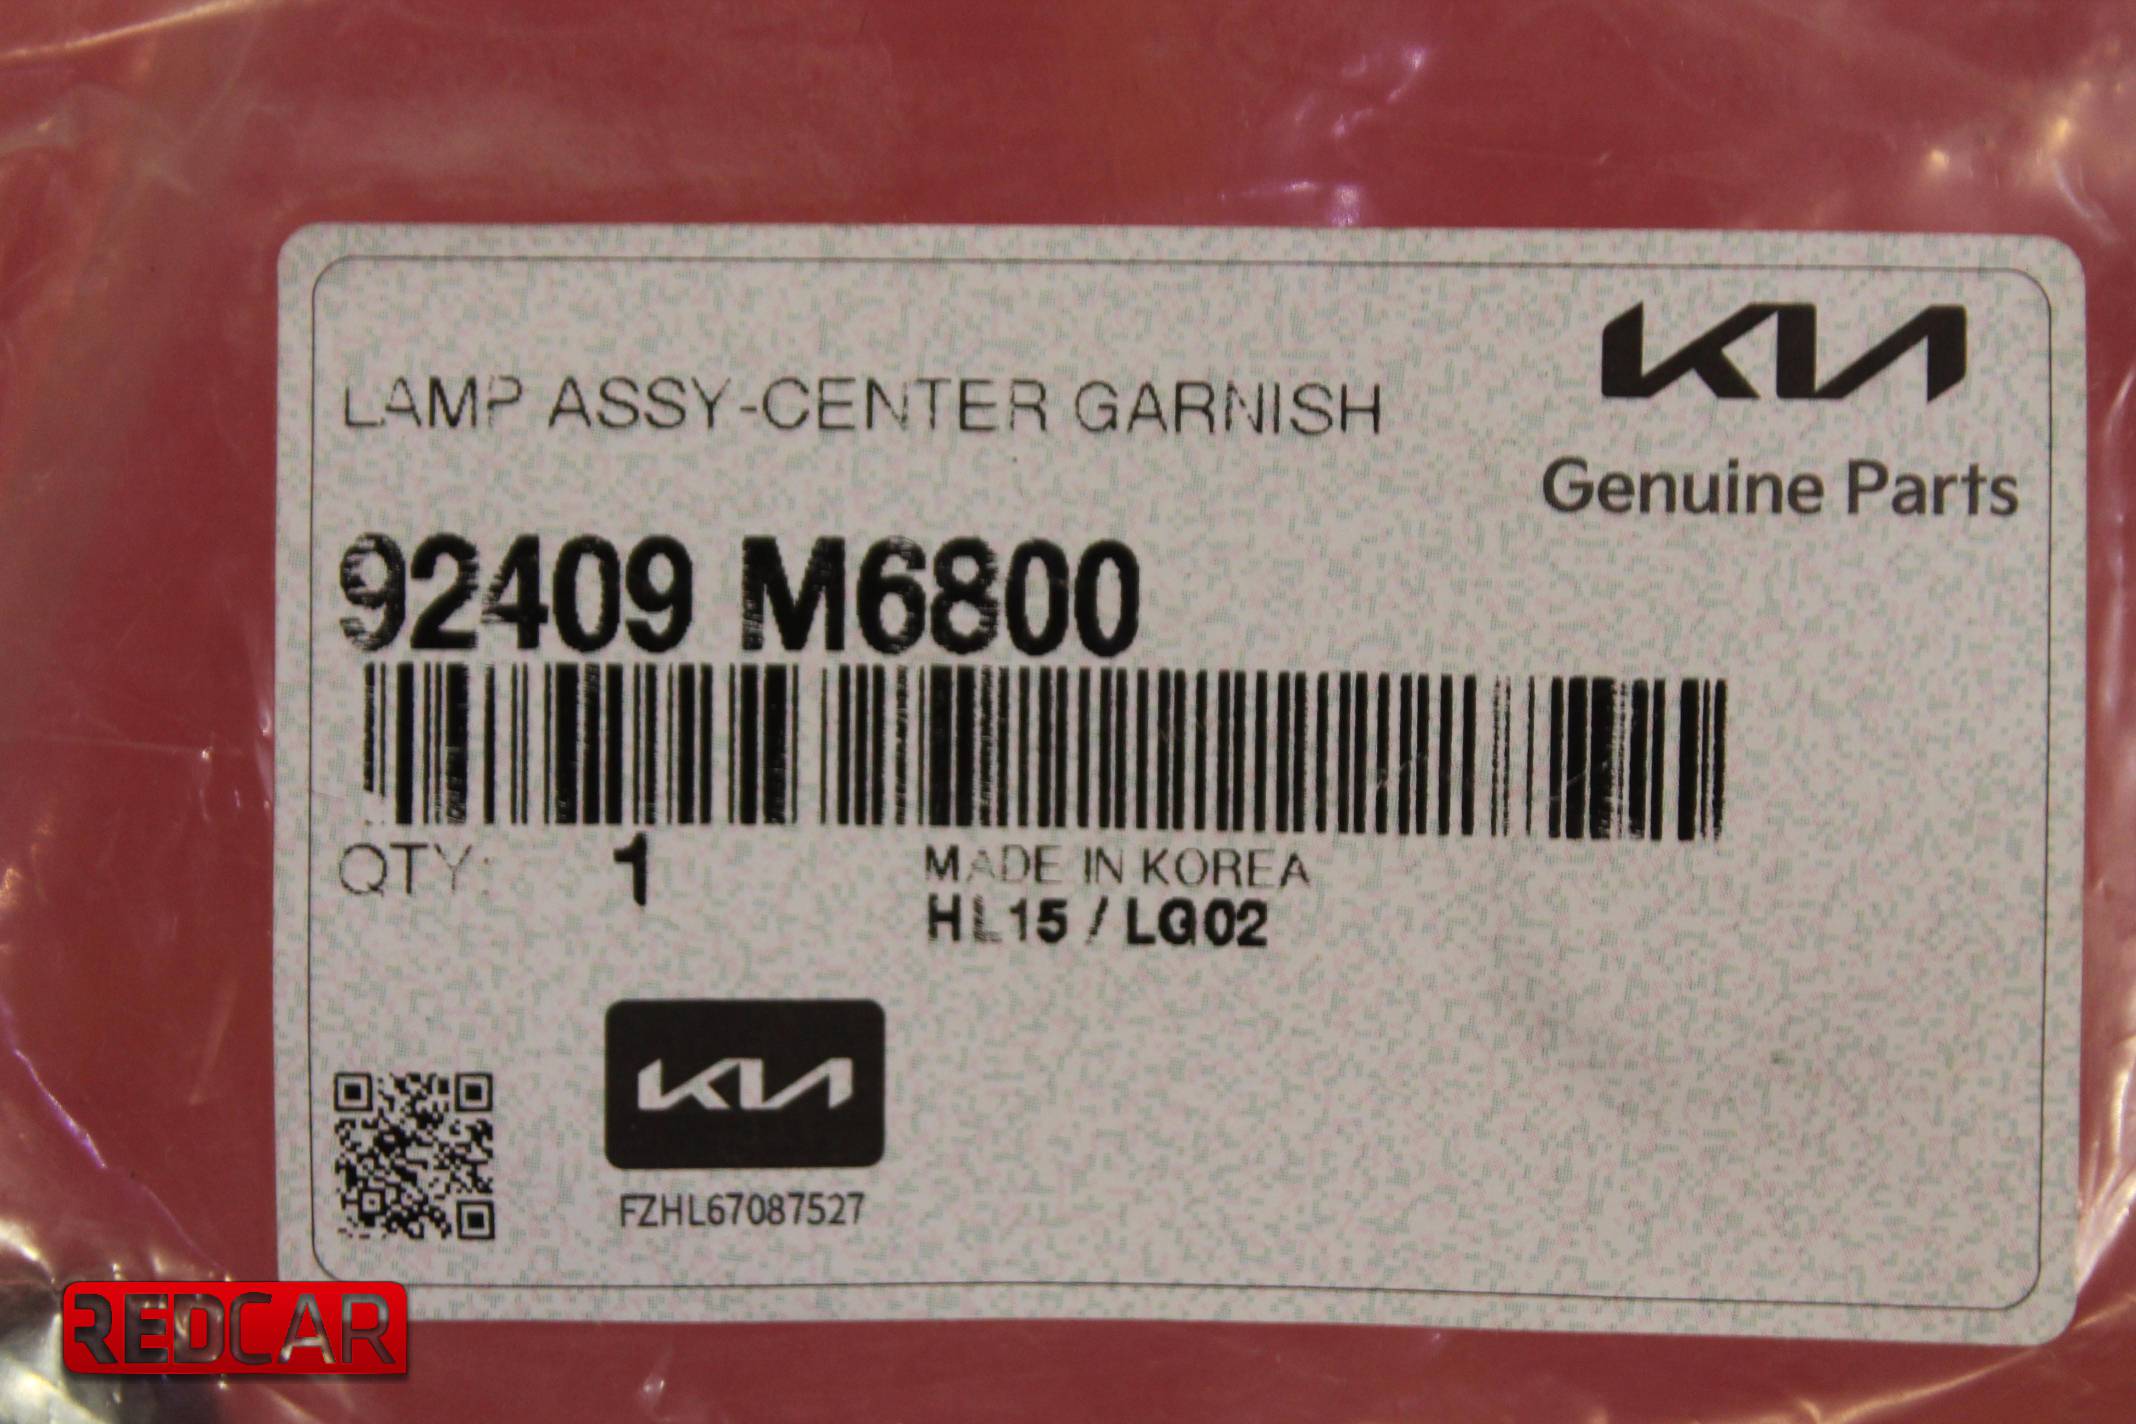 KIA
LAMP ASSY-CENTER GARNISH
Genuine Parts
92409 M6800
QTY: 1
MADE IN KOREA
HL15 / LG02
KIA
FZHL67087527
REDCAR